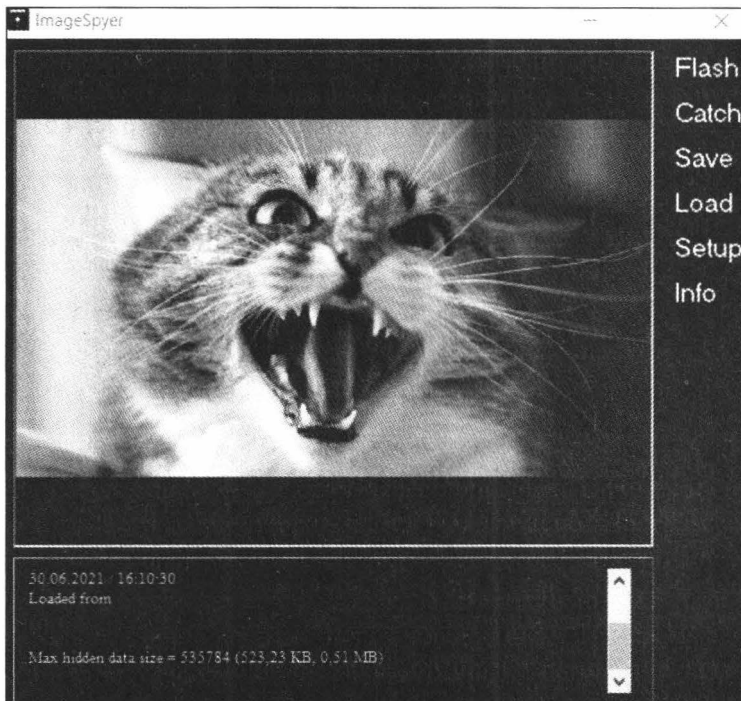 ImageSpyer
Flash
Catch
Save
Load
Setup
Info
30.06.2021 / 16:10:30
Loaded from
Max hidden data size = 535784 (523,23 KB, 0.51 MB)